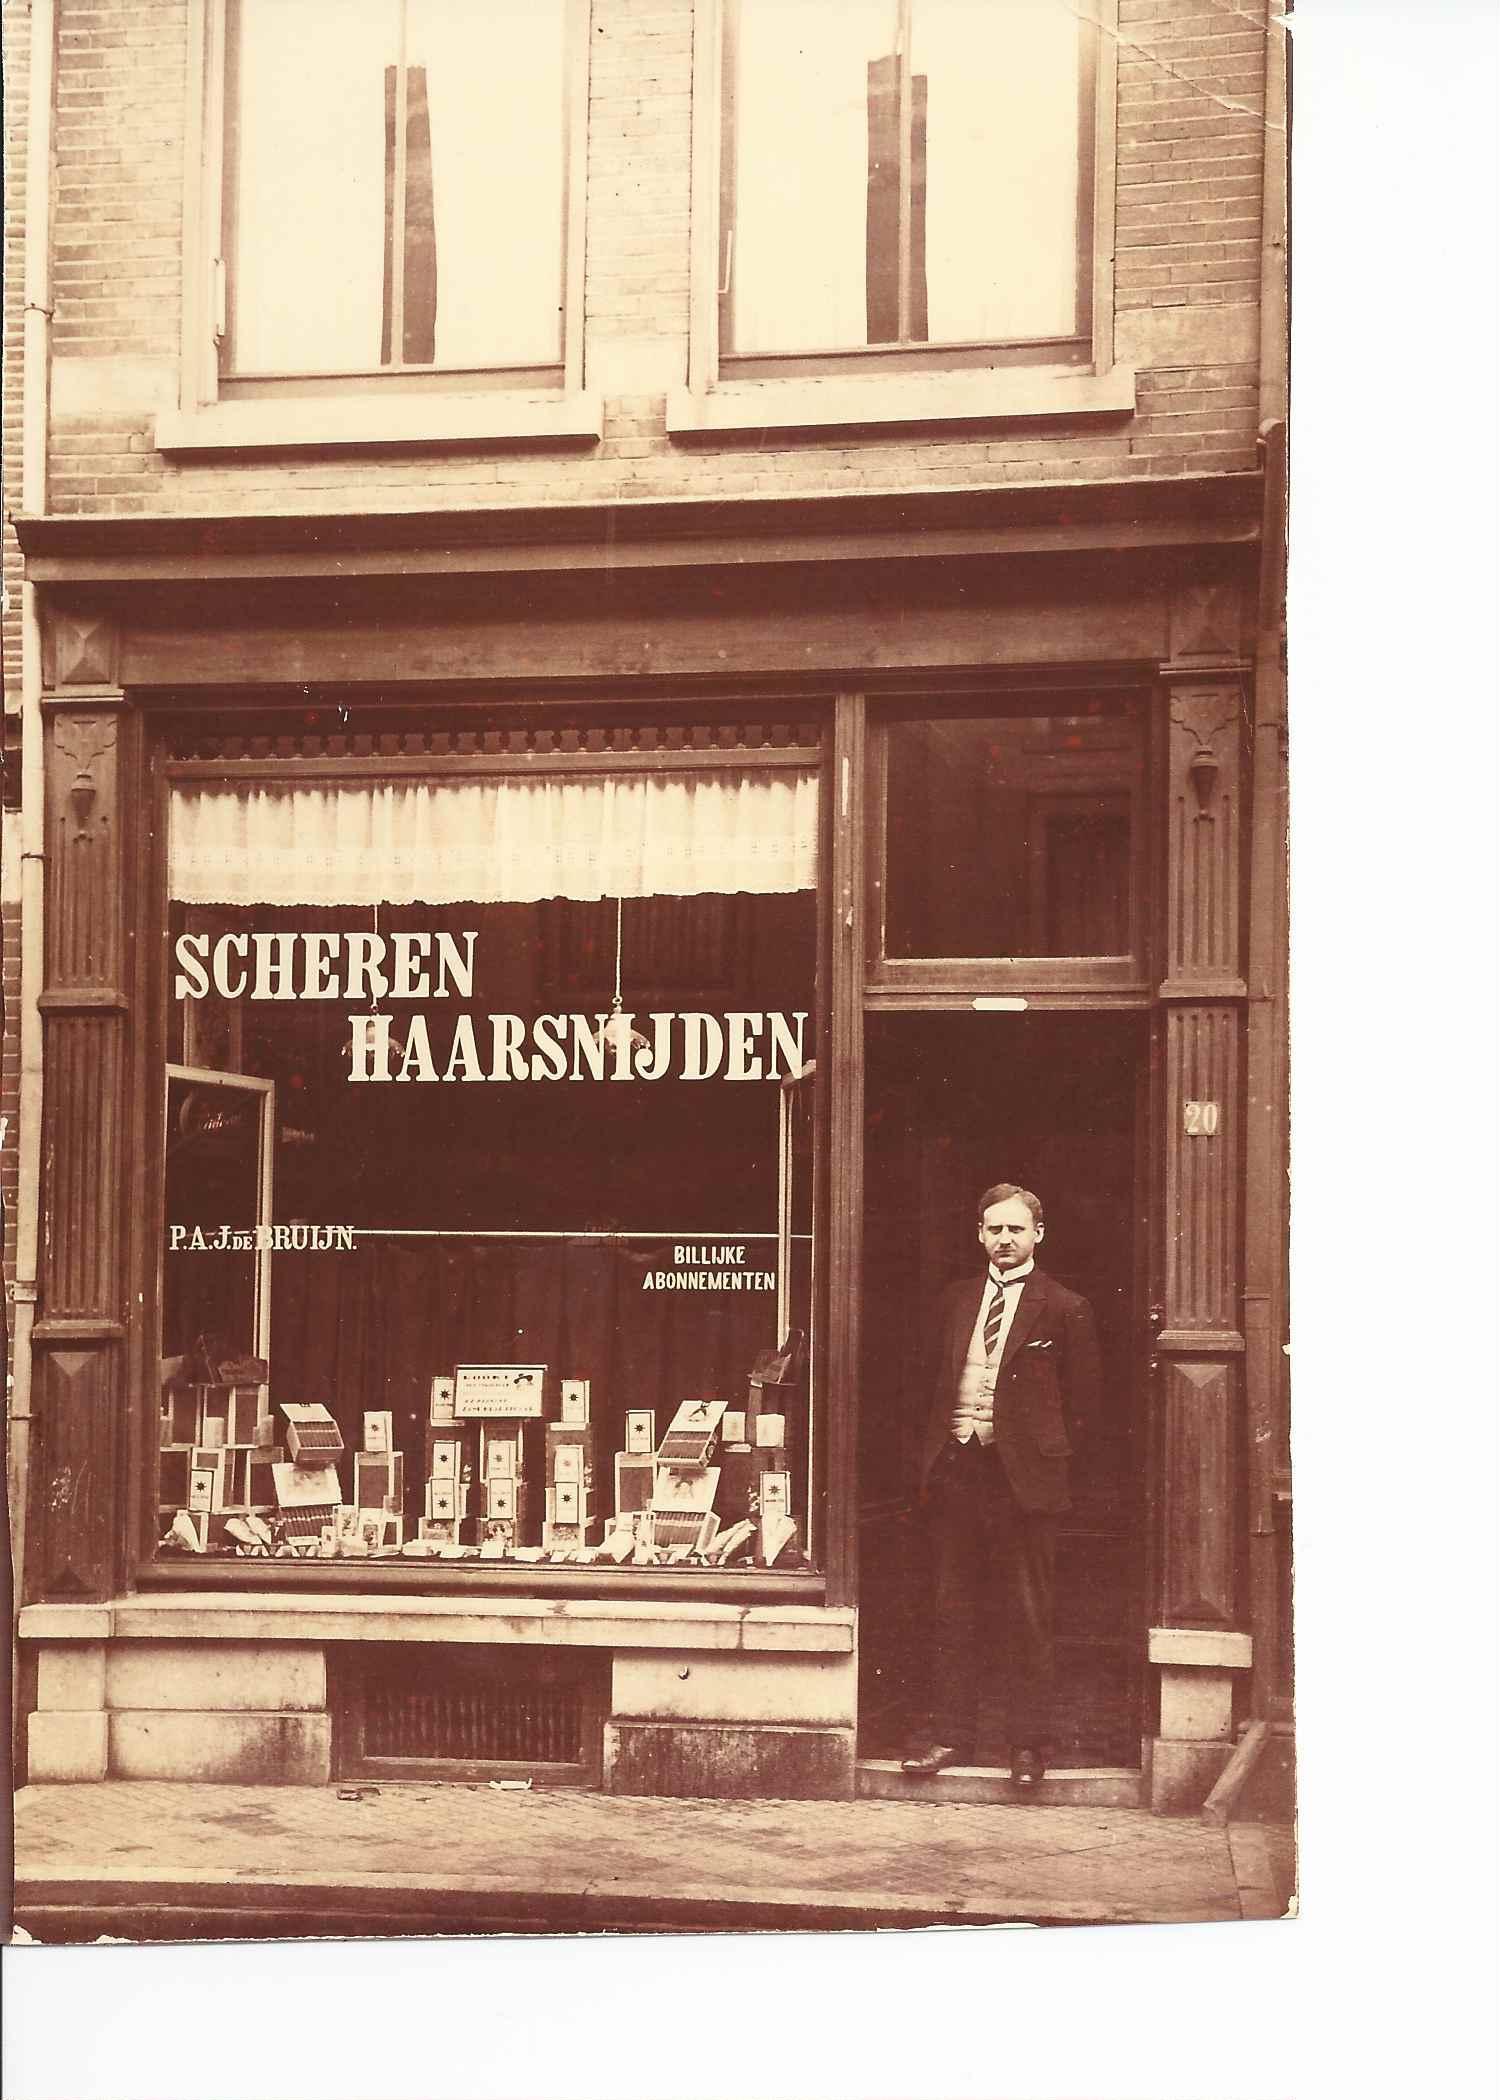 SCHEREN
HAARSNIJDEN
20
P.A.J. DE BRUIJN.
BILLIJKE
ABONNEMENTEN